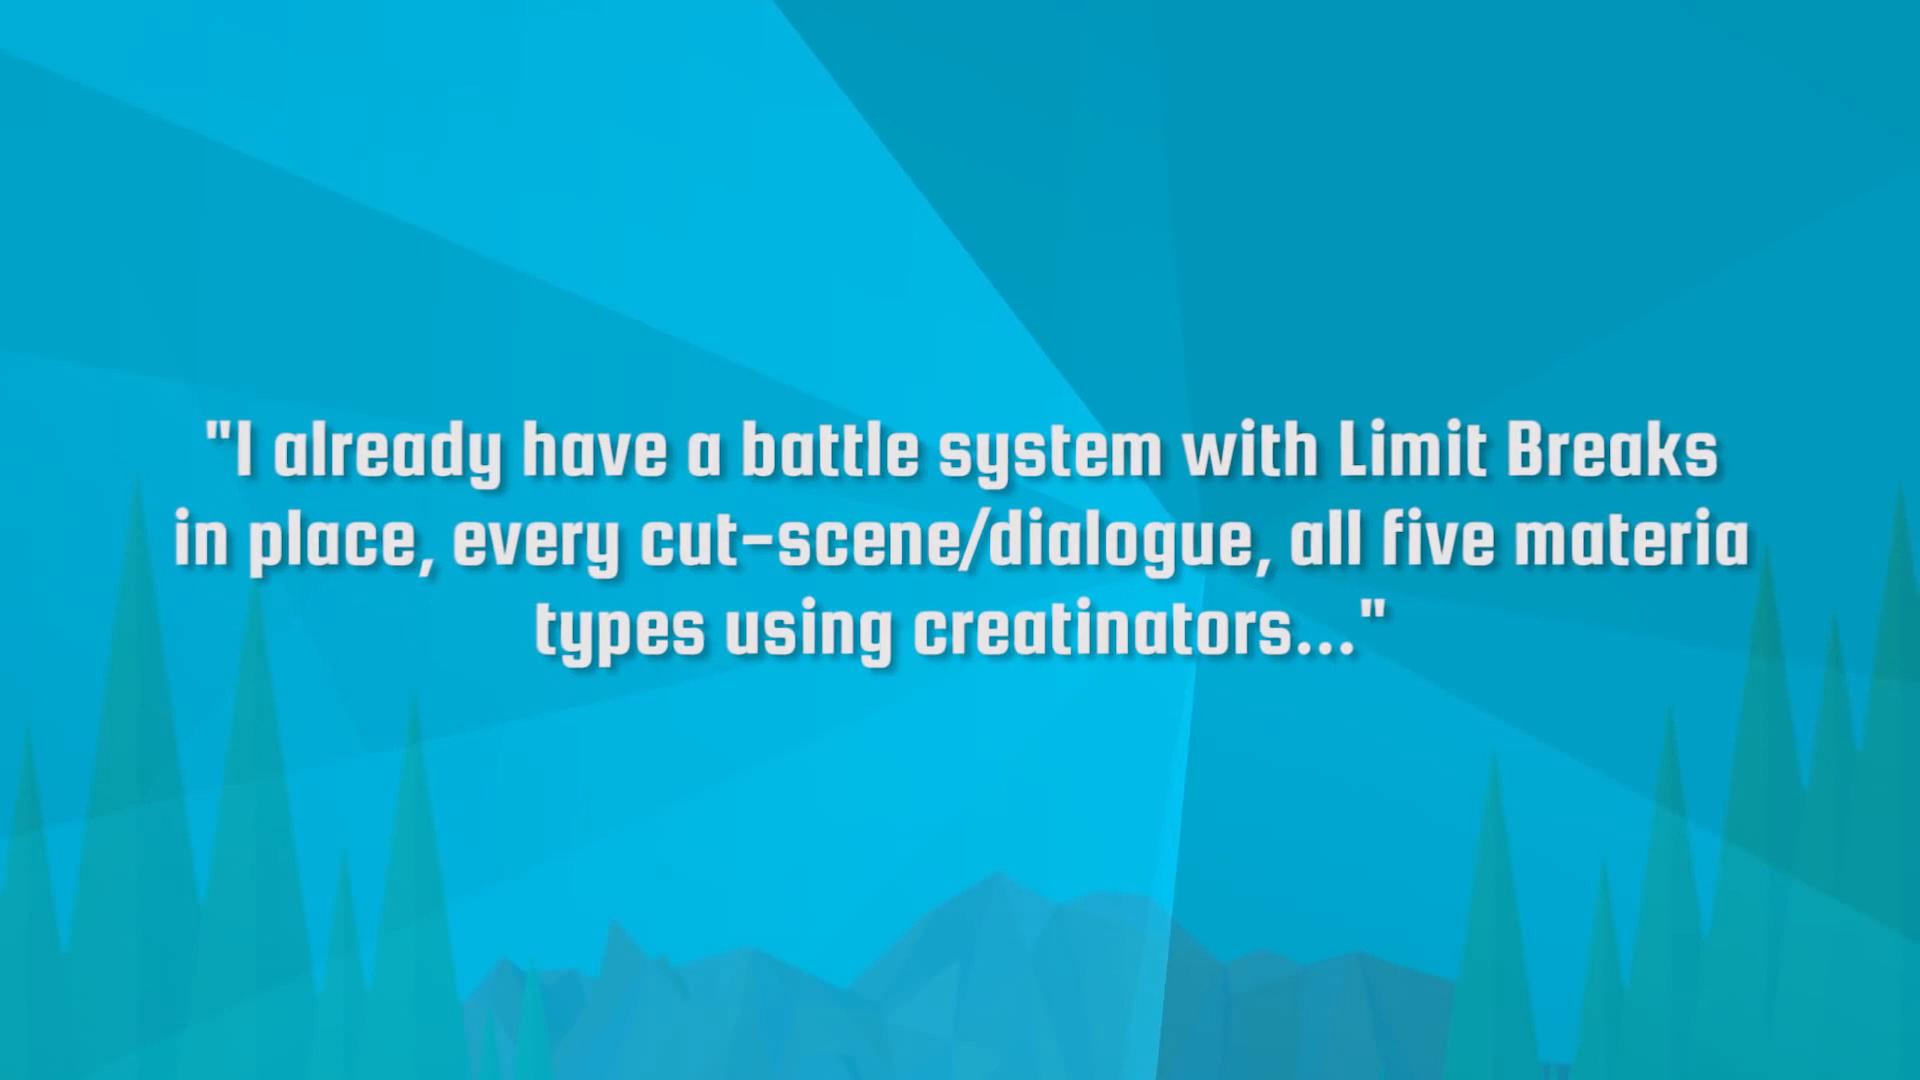 "I already have a battle system with Limit Breaks
in place, every cut-scene/dialogue, all five materia
types using creatinators..."